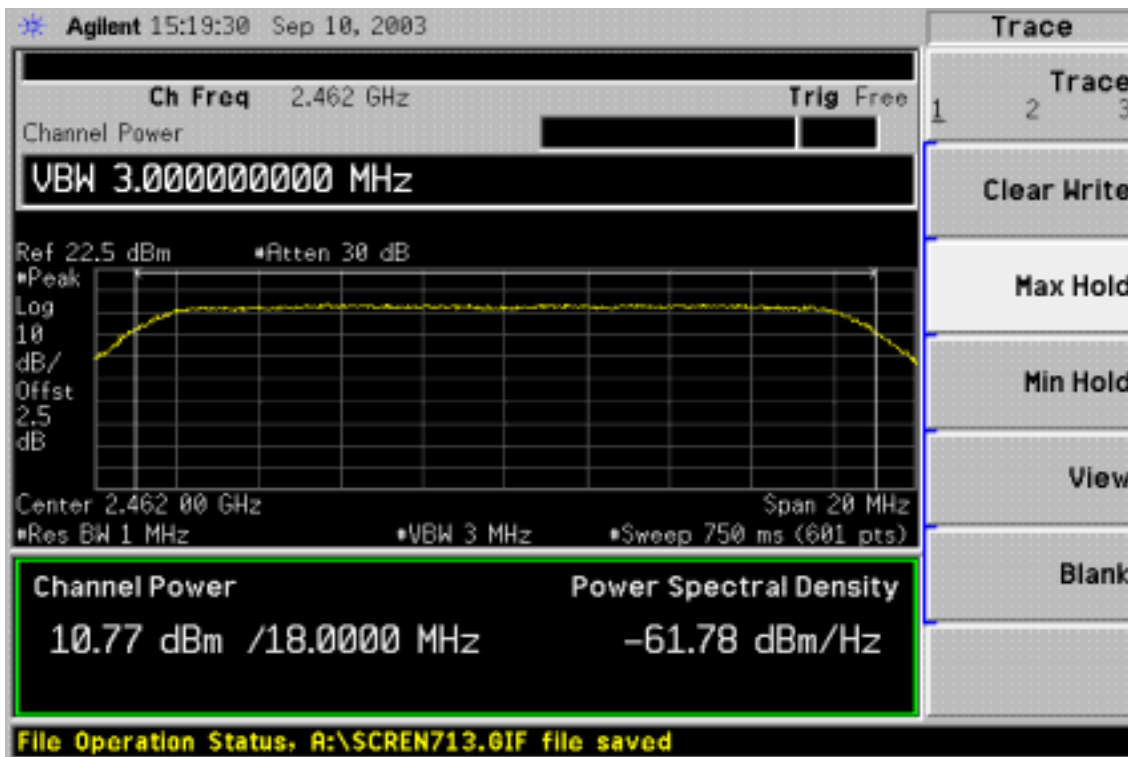 Agilent 15:19:30 Sep 10, 2003
Trace
Ch Freq 2.462 GHz Trig Free
Channel Power
VBW 3.000000000 MHz
Ref 22.5 dBm *Atten 30 dB
*Peak
Log
10
dB/
Offst
2.5
dB
Center 2.462 00 GHz Span 20 MHz
*Res BW 1 MHz *VBW 3 MHz *Sweep 750 ms (601 pts)
Channel Power Power Spectral Density
10.77 dBm /18.0000 MHz -61.78 dBm/Hz
File Operation Status, A:\SCREN713.GIF file saved
Trace
1 2 3
Clear Write
Max Hold
Min Hold
View
Blank